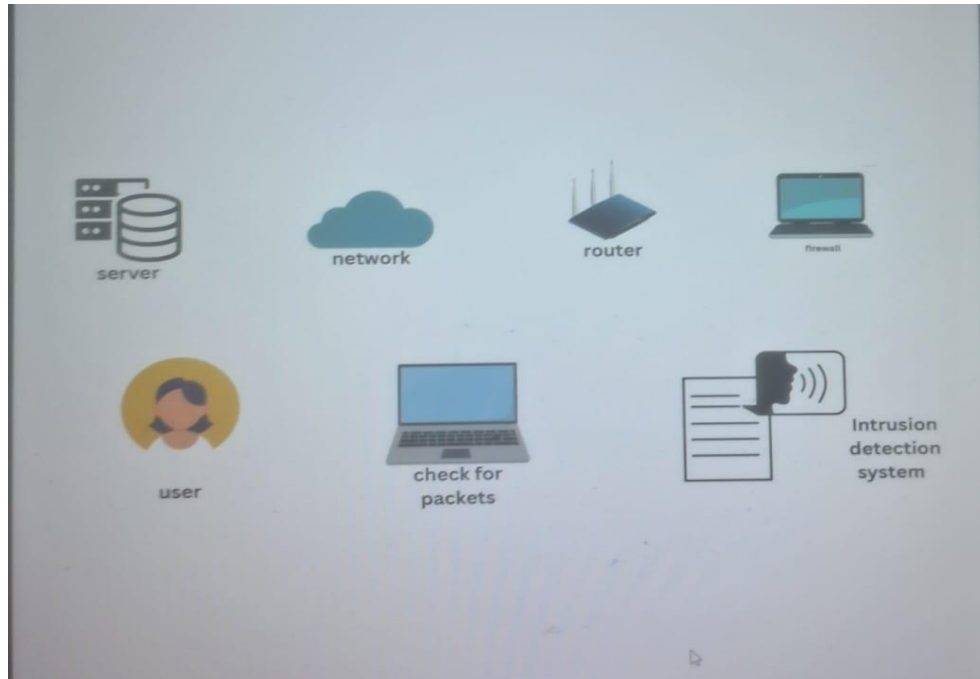 server
network
router
firewall
user
check for
packets
Intrusion
detection
system